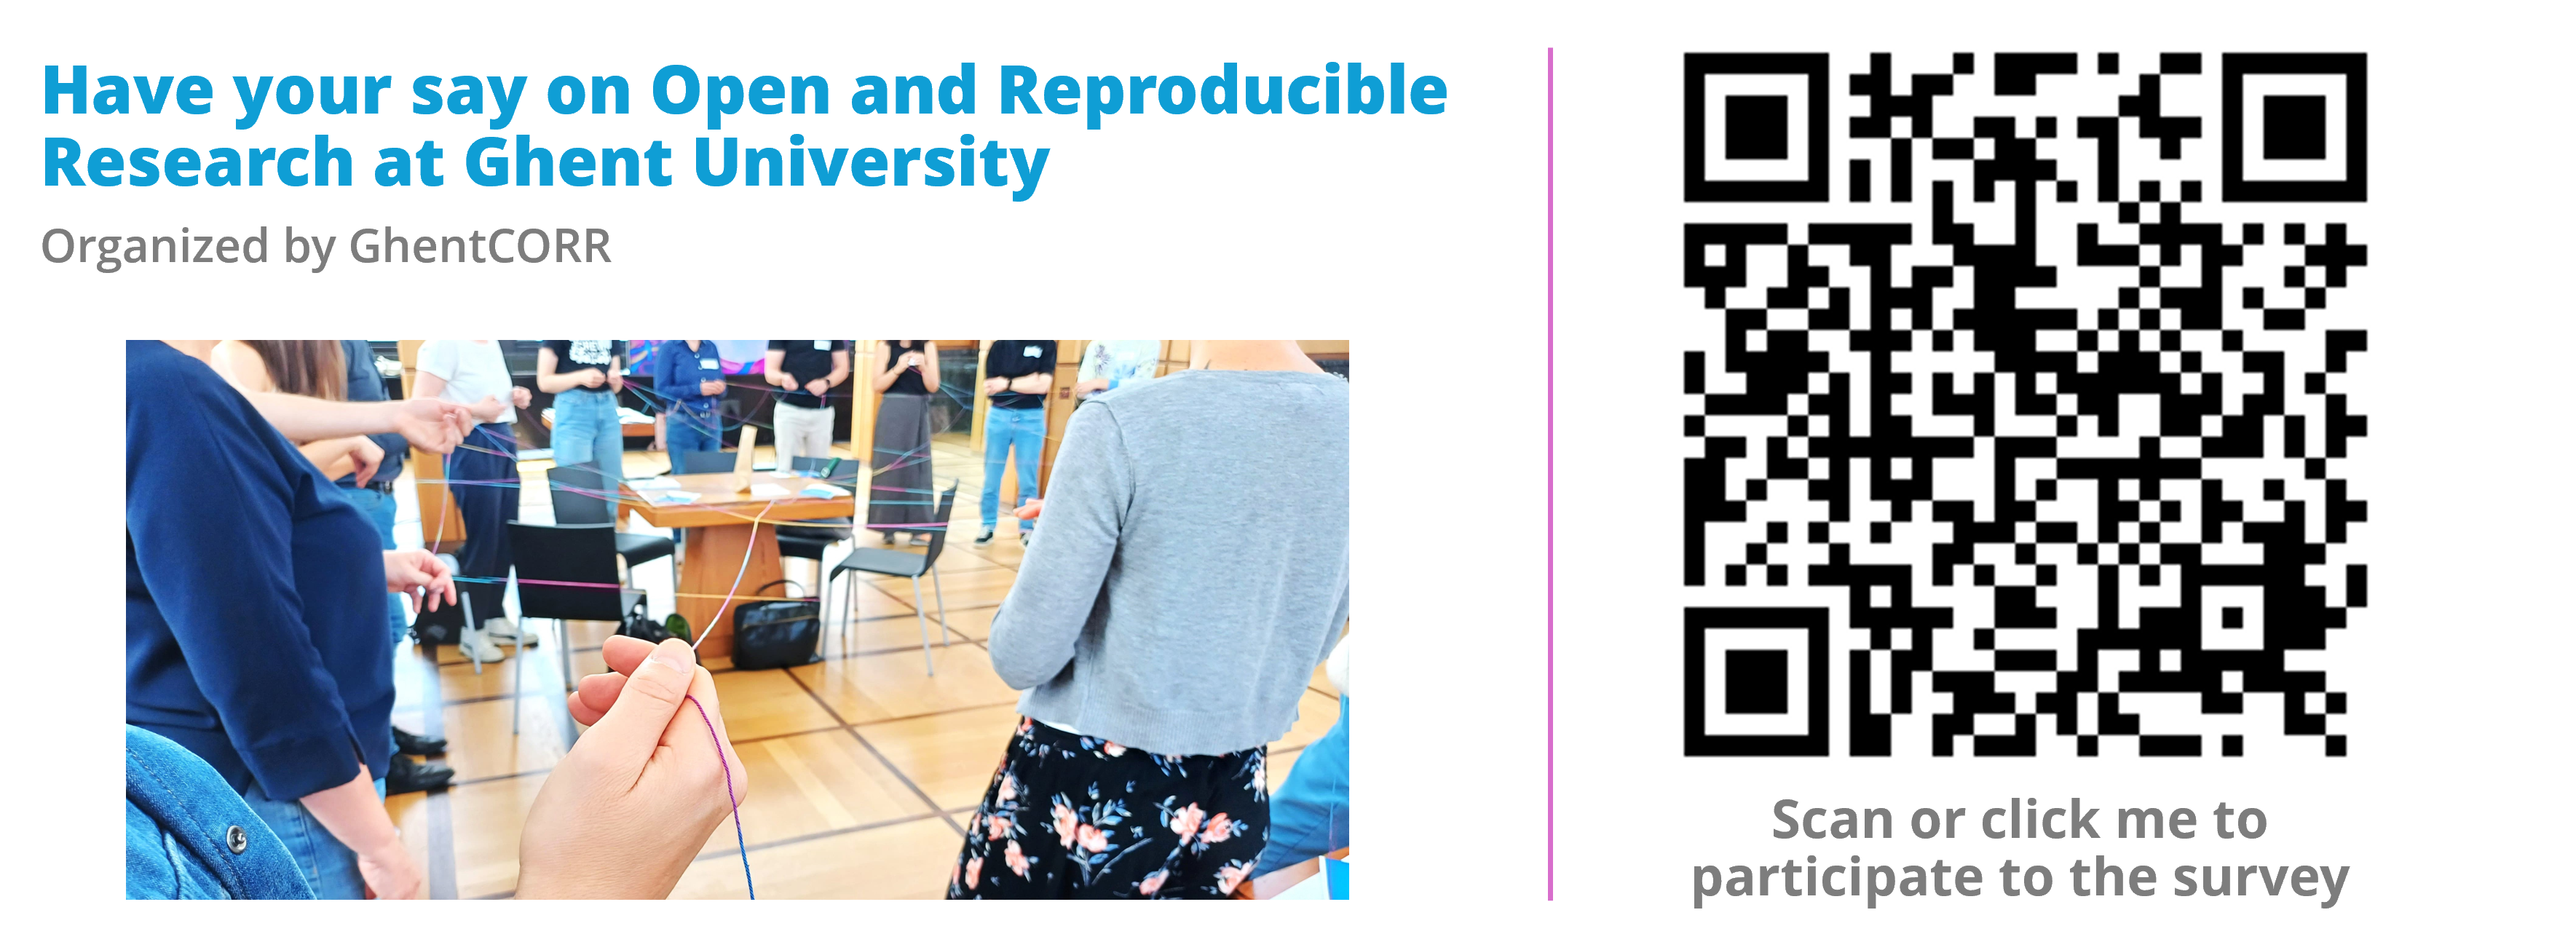 Have your say on Open and Reproducible
Research at Ghent University
Organized by GhentCORR
Scan or click me to
participate to the survey